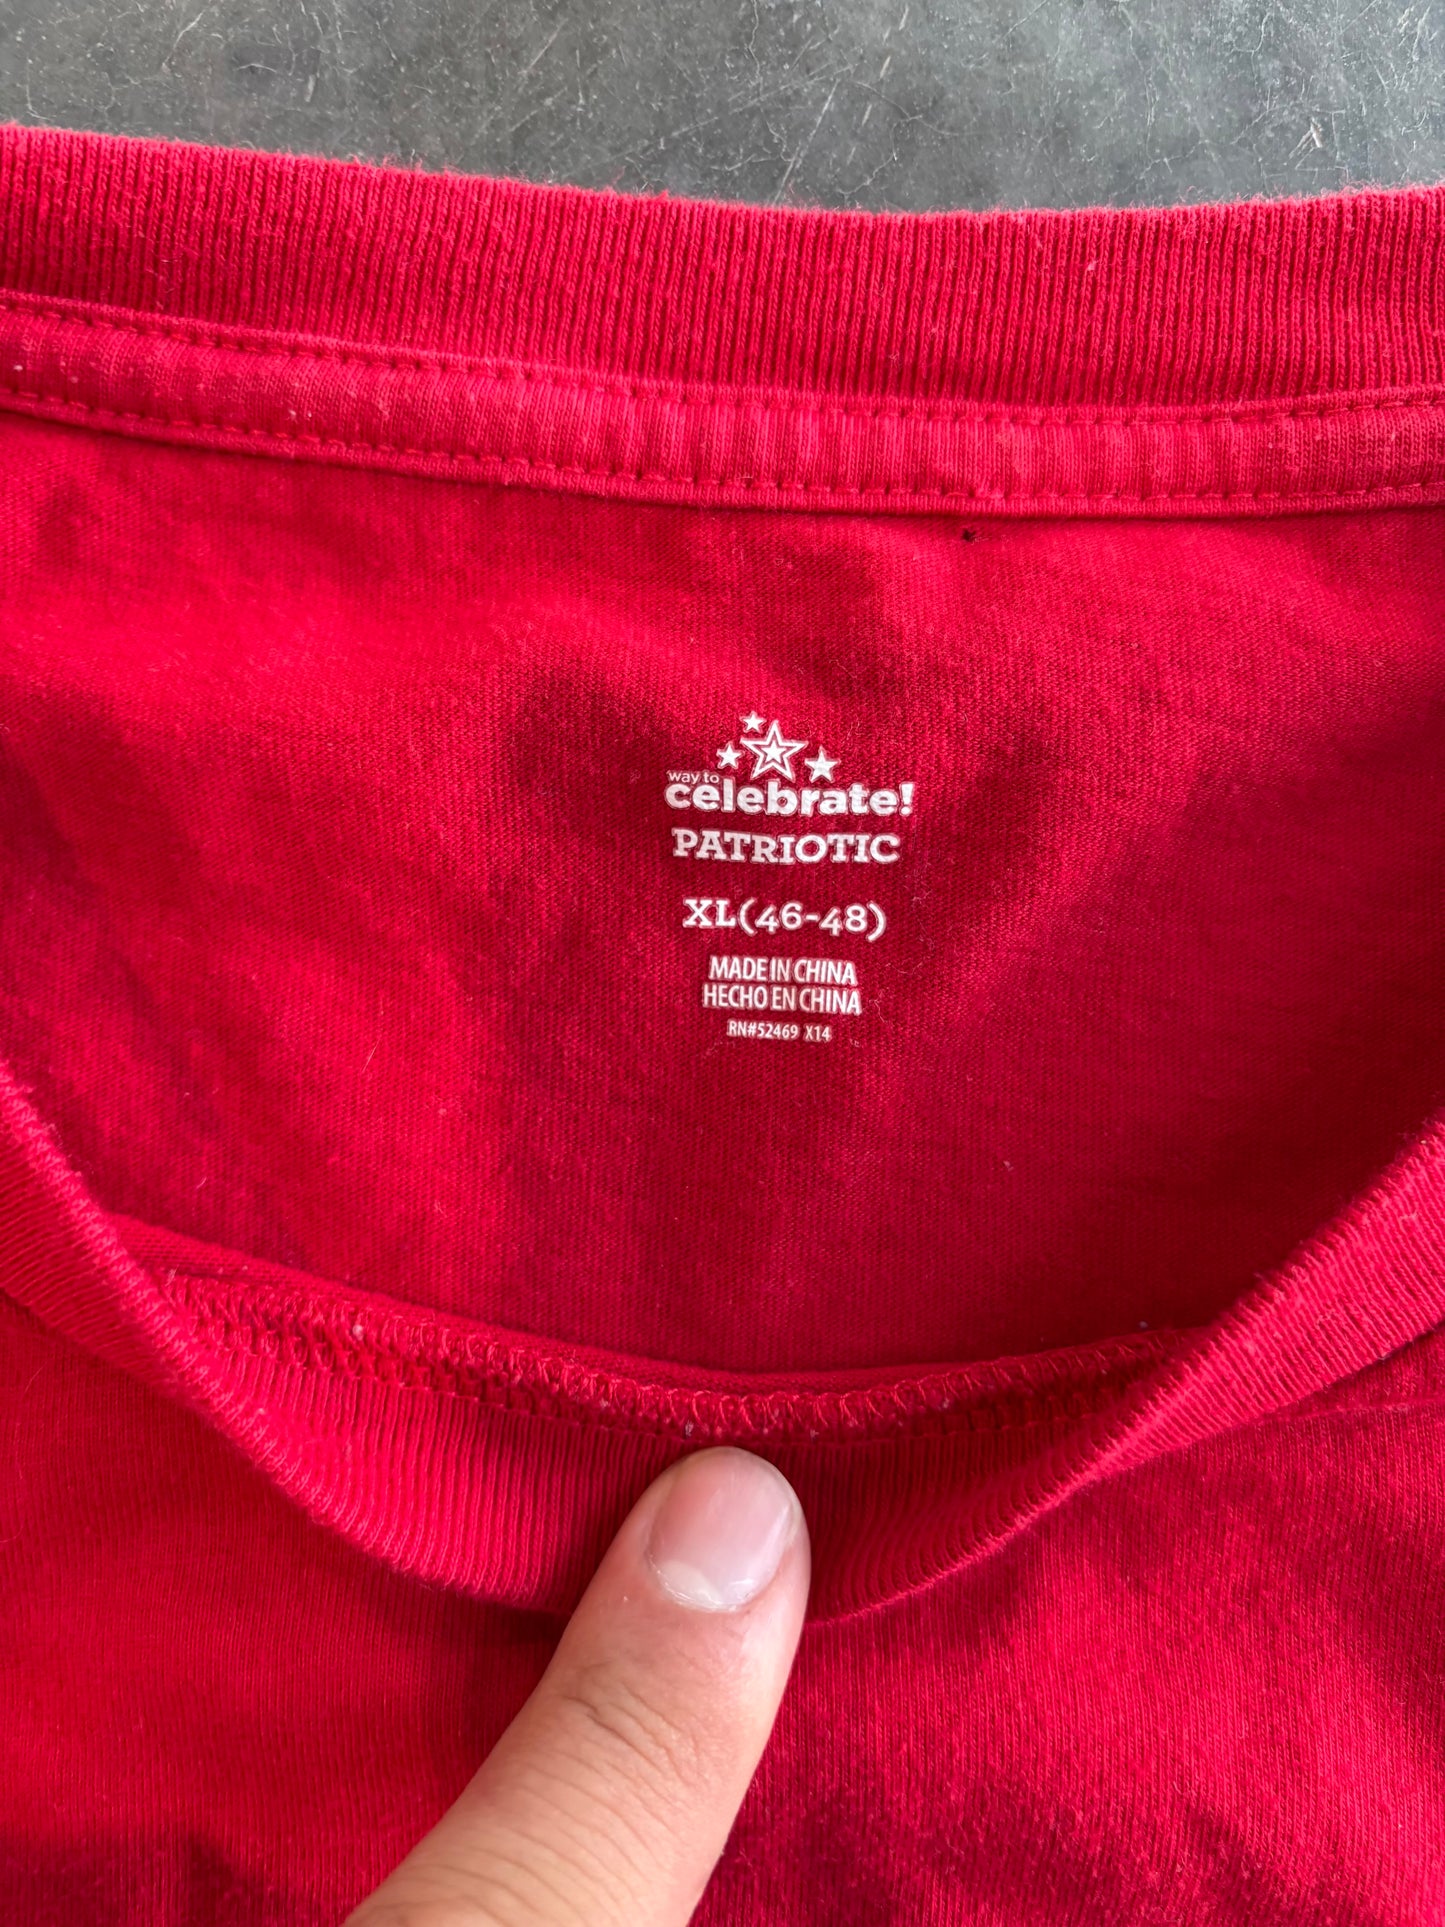 way to
celebrate!
PATRIOTIC
XL(46-48)
MADE IN CHINA
HECHO EN CHINA
RN#52469 X14